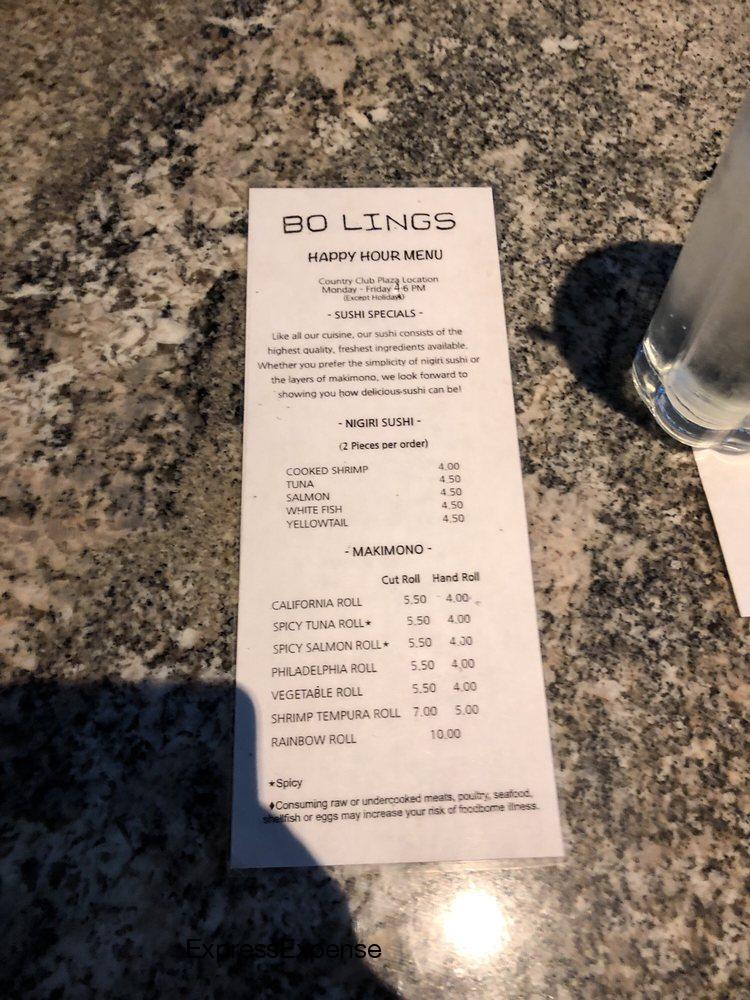 BO LINGS
HAPPY HOUR MENU
Country Club Plaza Location
Monday - Friday 4-6 PM
(Except Holidays)
- SUSHI SPECIALS -
Like all our cuisine, our sushi consists of the
highest quality, freshest ingredients available.
Whether you prefer the simplicity of nigiri sushi or
the layers of makimono, we look forward to
showing you how delicious-sushi can be!
- NIGIRI SUSHI -
(2 Pieces per order)
COOKED SHRIMP 4.00
TUNA 4.50
SALMON 4.50
WHITE FISH 4.50
YELLOWTAIL 4.50
- MAKIMONO -
Cut Roll Hand Roll
CALIFORNIA ROLL 5.50 4.00
SPICY TUNA ROLL★ 5.50 4.00
SPICY SALMON ROLL★ 5.50 4.00
PHILADELPHIA ROLL 5.50 4.00
VEGETABLE ROLL 5.50 4.00
SHRIMP TEMPURA ROLL 7.00 5.00
RAINBOW ROLL 10.00
★Spicy
♦Consuming raw or undercooked meats, poultry, seafood,
shellfish or eggs may increase your risk of foodborne illness.
ExpressExpense